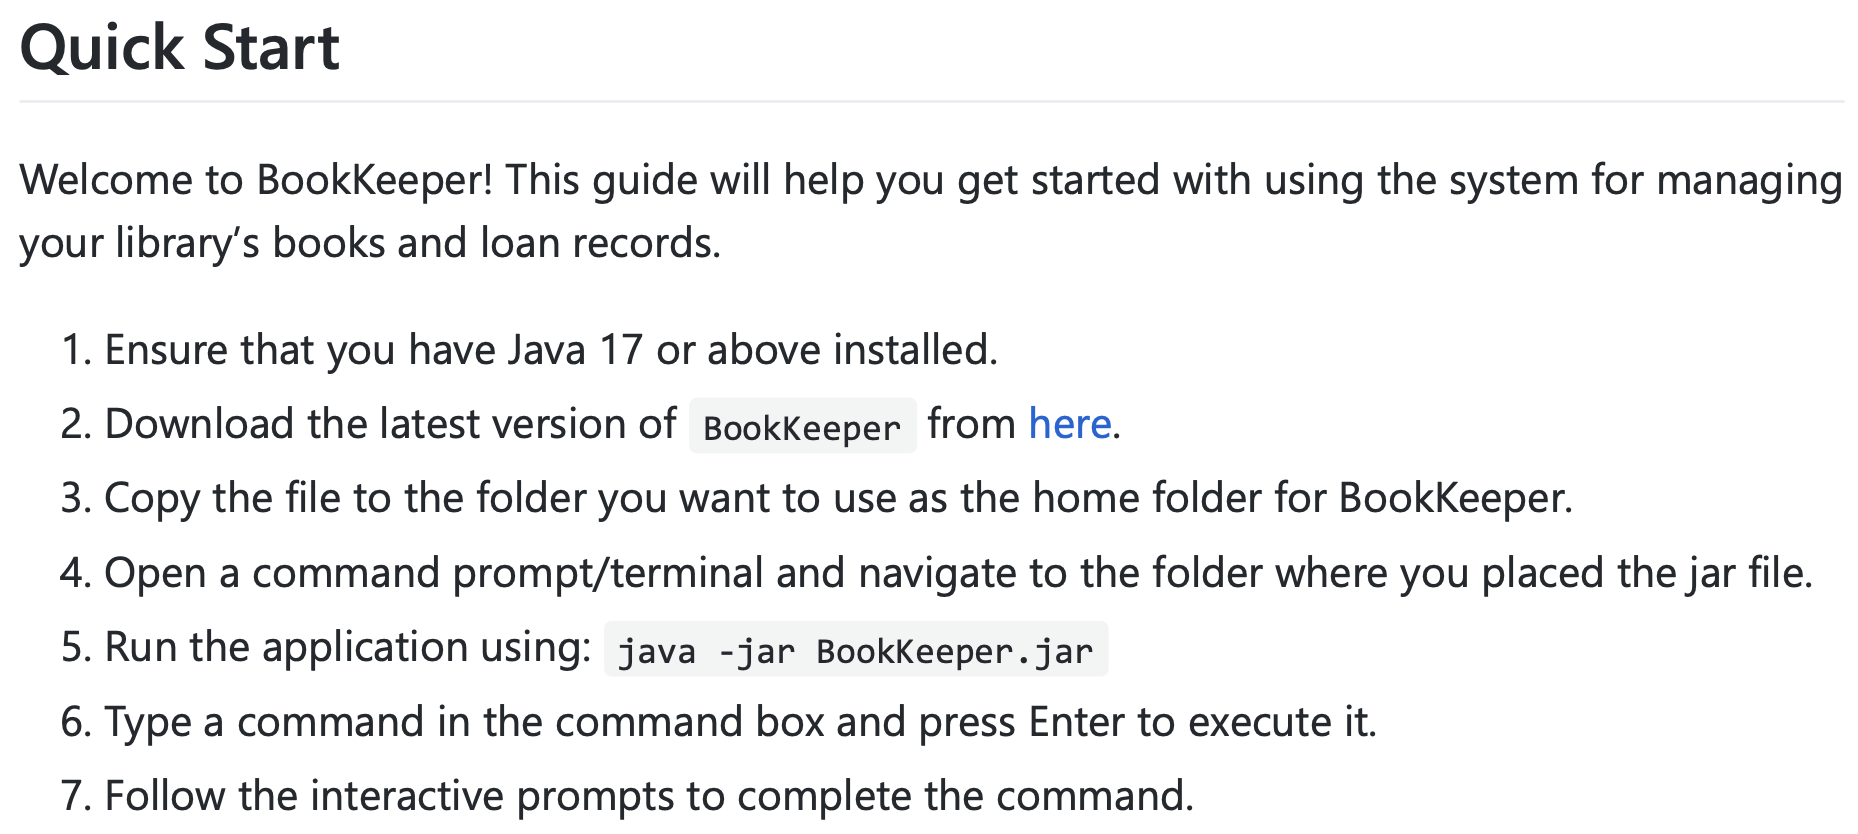 Quick Start
Welcome to BookKeeper! This guide will help you get started with using the system for managing
your library’s books and loan records.
1. Ensure that you have Java 17 or above installed.
2. Download the latest version of BookKeeper from here.
3. Copy the file to the folder you want to use as the home folder for BookKeeper.
4. Open a command prompt/terminal and navigate to the folder where you placed the jar file.
5. Run the application using: java -jar BookKeeper.jar
6. Type a command in the command box and press Enter to execute it.
7. Follow the interactive prompts to complete the command.